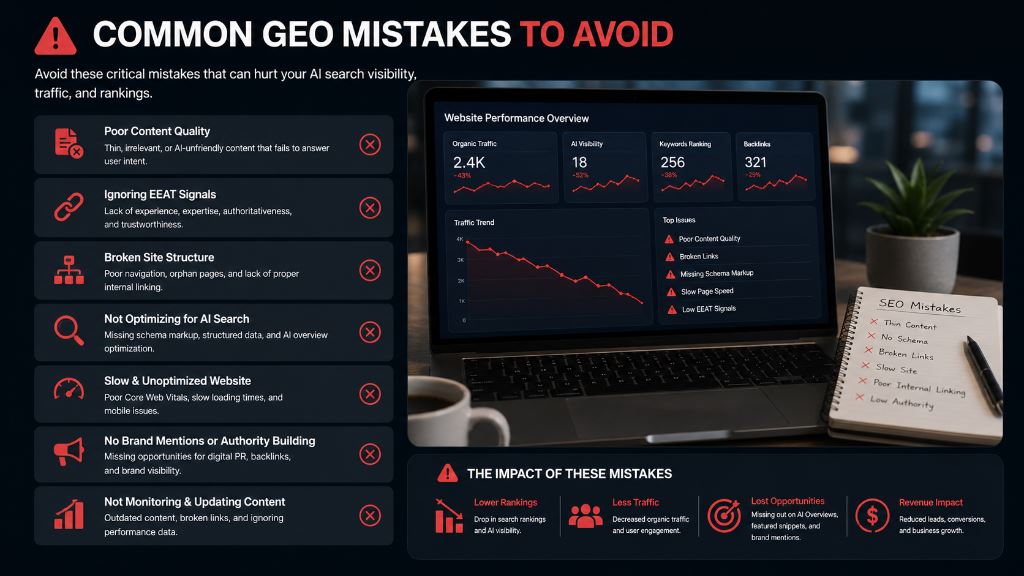 COMMON GEO MISTAKES TO AVOID
Avoid these critical mistakes that can hurt your AI search visibility,
traffic, and rankings.
Poor Content Quality
Thin, irrelevant, or AI-unfriendly content that fails to answer
user intent.
Ignoring EEAT Signals
Lack of experience, expertise, authoritativeness,
and trustworthiness.
Broken Site Structure
Poor navigation, orphan pages, and lack of proper
internal linking.
Not Optimizing for AI Search
Missing schema markup, structured data, and AI overview
optimization.
Slow & Unoptimized Website
Poor Core Web Vitals, slow loading times, and
mobile issues.
No Brand Mentions or Authority Building
Missing opportunities for digital PR, backlinks,
and brand visibility.
Not Monitoring & Updating Content
Outdated content, broken links, and ignoring
performance data.
Website Performance Overview
Organic Traffic
2.4K
-43%
AI Visibility
18
-52%
Keywords Ranking
256
-38%
Backlinks
321
-29%
Traffic Trend
4K
3K
2K
1K
0
Top Issues
Poor Content Quality
Broken Links
Missing Schema Markup
Slow Page Speed
Low EEAT Signals
SEO Mistakes
× Thin Content
× No Schema
× Broken Links
× Slow Site
× Poor Internal Linking
× Low Authority
THE IMPACT OF THESE MISTAKES
Lower Rankings
Drop in search rankings
and AI visibility.
Less Traffic
Decreased organic traffic
and user engagement.
Lost Opportunities
Missing out on AI Overviews,
featured snippets, and
brand mentions.
Revenue Impact
Reduced leads, conversions,
and business growth.